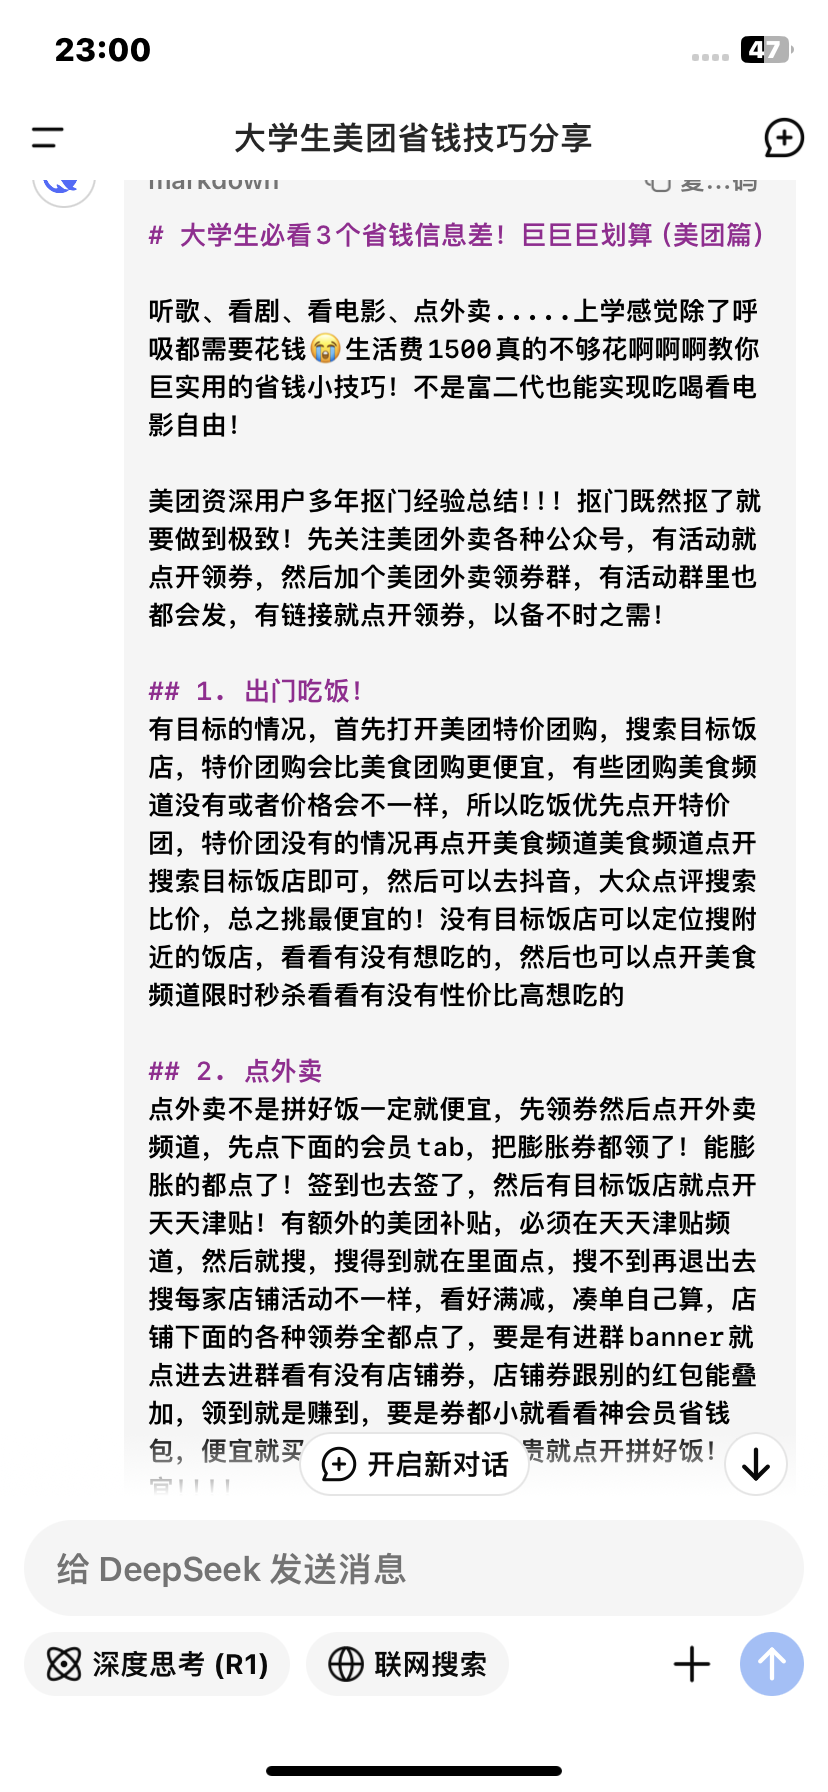 23:00
47
大学生美团省钱技巧分享
markdown
复...码
# 大学生必看3个省钱信息差！巨巨巨划算（美团篇）
听歌、看剧、看电影、点外卖.....上学感觉除了呼
吸都需要花钱😭生活费1500真的不够花啊啊啊教你
巨实用的省钱小技巧！不是富二代也能实现吃喝看电
影自由！
美团资深用户多年抠门经验总结!!! 抠门既然抠了就
要做到极致！先关注美团外卖各种公众号，有活动就
点开领券，然后加个美团外卖领券群，有活动群里也
都会发，有链接就点开领券，以备不时之需！
## 1. 出门吃饭！
有目标的情况，首先打开美团特价团购，搜索目标饭
店，特价团购会比美食团购更便宜，有些团购美食频
道没有或者价格会不一样，所以吃饭优先点开特价
团，特价团没有的情况再点开美食频道美食频道点开
搜索目标饭店即可，然后可以去抖音，大众点评搜索
比价，总之挑最便宜的！没有目标饭店可以定位搜附
近的饭店，看看有没有想吃的，然后也可以点开美食
频道限时秒杀看看有没有性价比高想吃的
## 2. 点外卖
点外卖不是拼好饭一定就便宜，先领券然后点开外卖
频道，先点下面的会员tab，把膨胀券都领了！能膨
胀的都点了！签到也去签了，然后有目标饭店就点开
天天津贴！有额外的美团补贴，必须在天天津贴频
道，然后就搜，搜得到就在里面点，搜不到再退出去
搜每家店铺活动不一样，看好满减，凑单自己算，店
铺下面的各种领券全都点了，要是有进群banner就
点进去进群看有没有店铺券，店铺券跟别的红包能叠
加，领到就是赚到，要是券都小就看看神会员省钱
包，便宜就买
贵就点开拼好饭！
宜!!!!
开启新对话
给 DeepSeek 发送消息
深度思考 (R1)
联网搜索